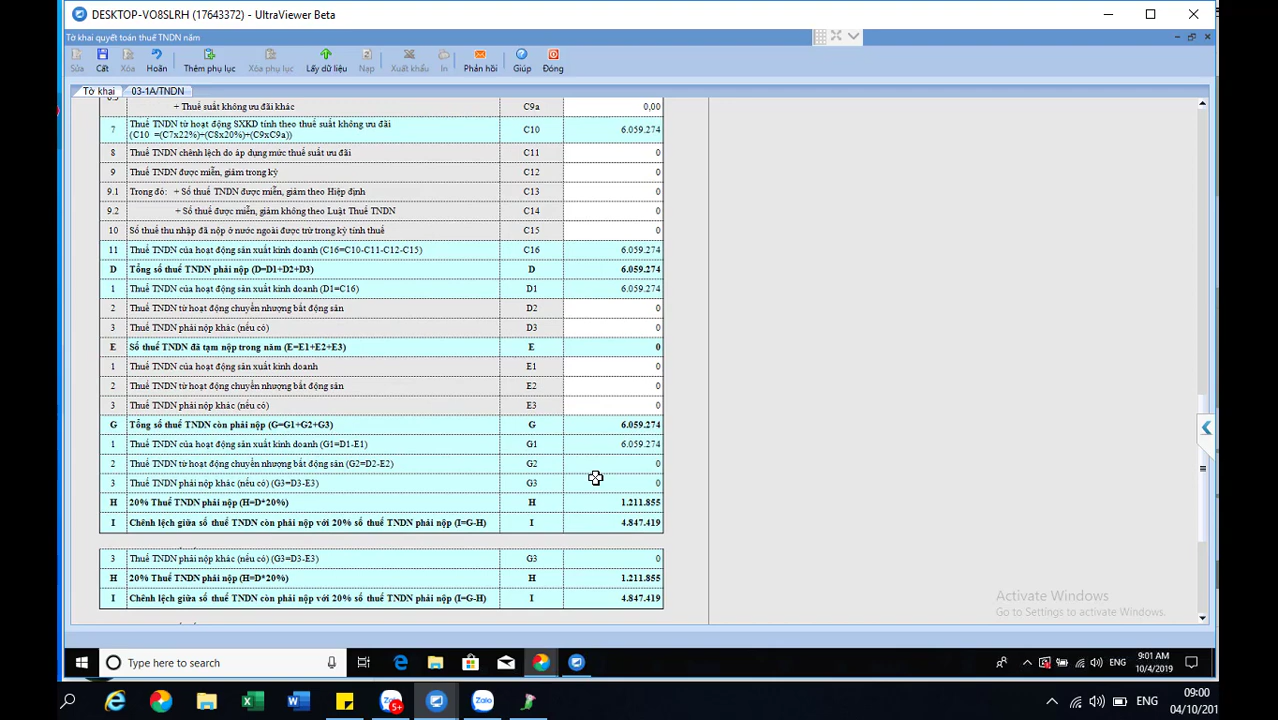 DESKTOP-VO8SLRH (17643372) - UltraViewer Beta
Tờ khai quyết toán thuế TNDN năm
Sửa Cất Xóa Hoãn Thêm phụ lục Xóa phụ lục Lấy dữ liệu Nạp Xuất khẩu In Phản hồi Giúp Đóng
Tờ khai 03-1A/TNDN
+ Thuế suất không ưu đãi khác C9a 0,00
7 Thuế TNDN từ hoạt động SXKD tính theo thuế suất không ưu đãi C10 6.059.274
(C10 =(C7x22%)+(C8x20%)+(C9xC9a))
8 Thuế TNDN chênh lệch do áp dụng mức thuế suất ưu đãi C11 0
9 Thuế TNDN được miễn, giảm trong kỳ C12 0
9.1 Trong đó: + Số thuế TNDN được miễn, giảm theo Hiệp định C13 0
9.2 + Số thuế được miễn, giảm không theo Luật Thuế TNDN C14 0
10 Số thuế thu nhập đã nộp ở nước ngoài được trừ trong kỳ tính thuế C15 0
11 Thuế TNDN của hoạt động sản xuất kinh doanh (C16=C10-C11-C12-C15) C16 6.059.274
D Tổng số thuế TNDN phải nộp (D=D1+D2+D3) D 6.059.274
1 Thuế TNDN của hoạt động sản xuất kinh doanh (D1=C16) D1 6.059.274
2 Thuế TNDN từ hoạt động chuyển nhượng bất động sản D2 0
3 Thuế TNDN phải nộp khác (nếu có) D3 0
E Số thuế TNDN đã tạm nộp trong năm (E=E1+E2+E3) E 0
1 Thuế TNDN của hoạt động sản xuất kinh doanh E1 0
2 Thuế TNDN từ hoạt động chuyển nhượng bất động sản E2 0
3 Thuế TNDN phải nộp khác (nếu có) E3 0
G Tổng số thuế TNDN còn phải nộp (G=G1+G2+G3) G 6.059.274
1 Thuế TNDN của hoạt động sản xuất kinh doanh (G1=D1-E1) G1 6.059.274
2 Thuế TNDN từ hoạt động chuyển nhượng bất động sản (G2=D2-E2) G2 0
3 Thuế TNDN phải nộp khác (nếu có) (G3=D3-E3) G3 0
H 20% Thuế TNDN phải nộp (H=D*20%) H 1.211.855
I Chênh lệch giữa số thuế TNDN còn phải nộp với 20% số thuế TNDN phải nộp (I=G-H) I 4.847.419
3 Thuế TNDN phải nộp khác (nếu có) (G3=D3-E3) G3 0
H 20% Thuế TNDN phải nộp (H=D*20%) H 1.211.855
I Chênh lệch giữa số thuế TNDN còn phải nộp với 20% số thuế TNDN phải nộp (I=G-H) I 4.847.419
Activate Windows
Go to Settings to activate Windows.
Type here to search
ENG 9:01 AM
10/4/2019
5+ ENG 09:00
04/10/201
Zalo Zalo